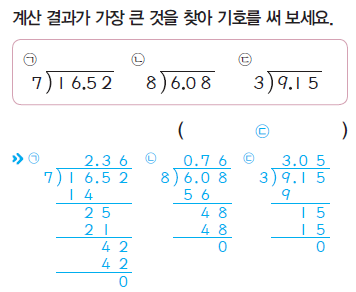 계산 결과가 가장 큰 것을 찾아 기호를 써 보세요.
㉠ ㉡ ㉢
7)16.52 8)6.08 3)9.15
( ㉢ )
≫ ㉠ 2.36 ㉡ 0.76 ㉢ 3.05
7)16.52 8)6.08 3)9.15
14 56 9
25 48 15
21 48 15
42 0 0
42
0